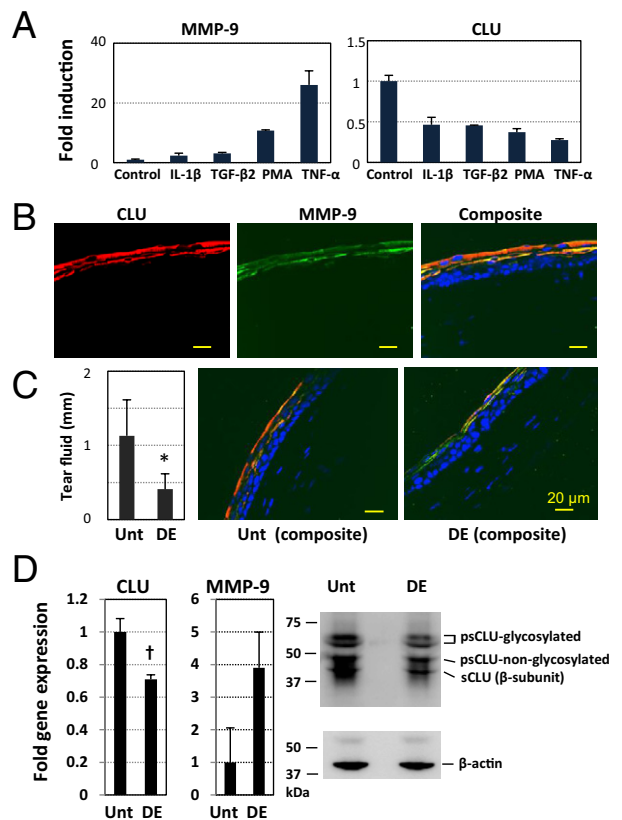 A
MMP-9
CLU
Fold induction
40
20
0
1.5
1
0.5
0
Control IL-1β TGF-β2 PMA TNF-α
Control IL-1β TGF-β2 PMA TNF-α
B
CLU
MMP-9
Composite
C
Tear fluid (mm)
2
1
0
*
Unt DE
Unt (composite)
20 µm
DE (composite)
D
CLU
MMP-9
Fold gene expression
1.2
1
0.8
0.6
0.4
0.2
0
†
Unt DE
6
5
4
3
2
1
0
Unt DE
Unt
DE
75
50
37
psCLU-glycosylated
psCLU-non-glycosylated
sCLU (β-subunit)
50
37
kDa
β-actin